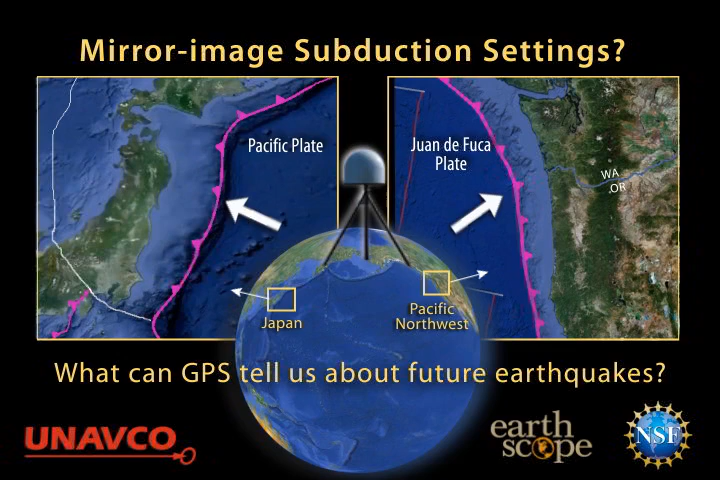 Mirror-image Subduction Settings?
Pacific Plate
Juan de Fuca
Plate
WA
OR
Japan
Pacific
Northwest
What can GPS tell us about future earthquakes?
UNAVCO
earth
scope
NSF